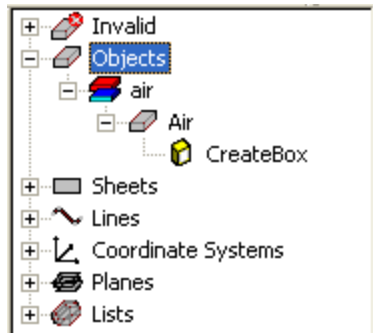 Invalid
Objects
air
Air
CreateBox
Sheets
Lines
Coordinate Systems
Planes
Lists